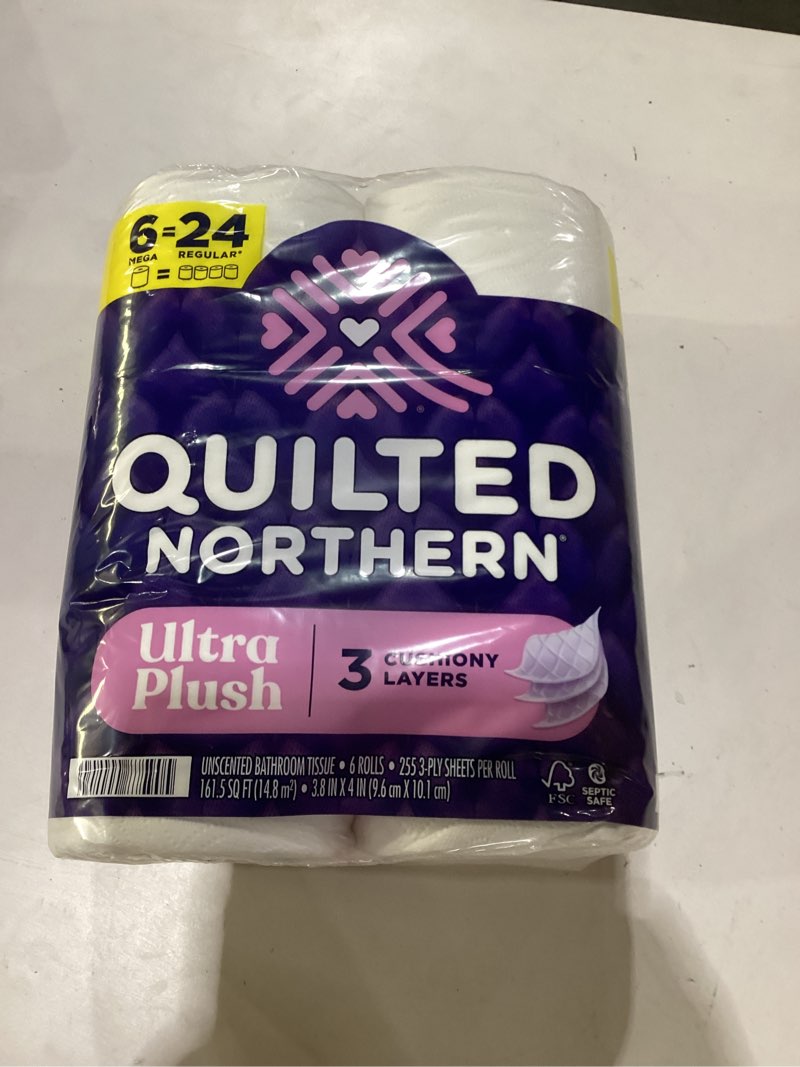 6=24
MEGA REGULAR*
=
®
QUILTED
NORTHERN®
Ultra
Plush
3 CUSHIONY
LAYERS
UNSCENTED BATHROOM TISSUE • 6 ROLLS • 255 3-PLY SHEETS PER ROLL
161.5 SQ FT (14.8 m²) • 3.8 IN X 4 IN (9.6 cm X 10.1 cm)
FSC
SEPTIC
SAFE